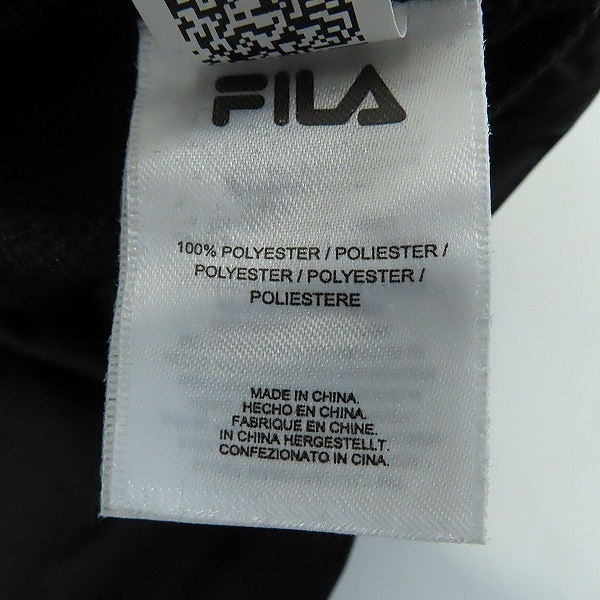 FILA
100% POLYESTER / POLIESTER /
POLYESTER / POLYESTER /
POLIESTERE
MADE IN CHINA.
HECHO EN CHINA.
FABRIQUE EN CHINE.
IN CHINA HERGESTELLT.
CONFEZIONATO IN CINA.